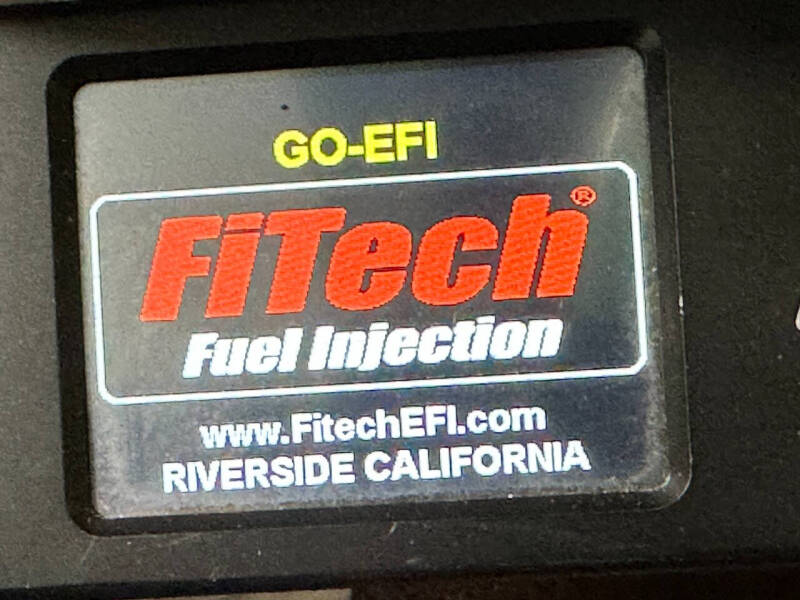 GO-EFI
FiTech®
Fuel Injection
www.FitechEFI.com
RIVERSIDE CALIFORNIA